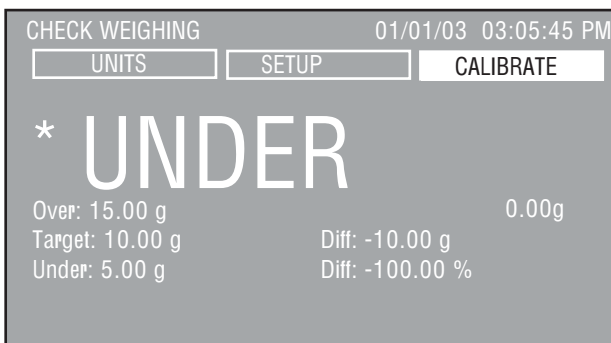 CHECK WEIGHING 01/01/03 03:05:45 PM
UNITS SETUP CALIBRATE
* UNDER
Over: 15.00 g 0.00g
Target: 10.00 g Diff: -10.00 g
Under: 5.00 g Diff: -100.00 %